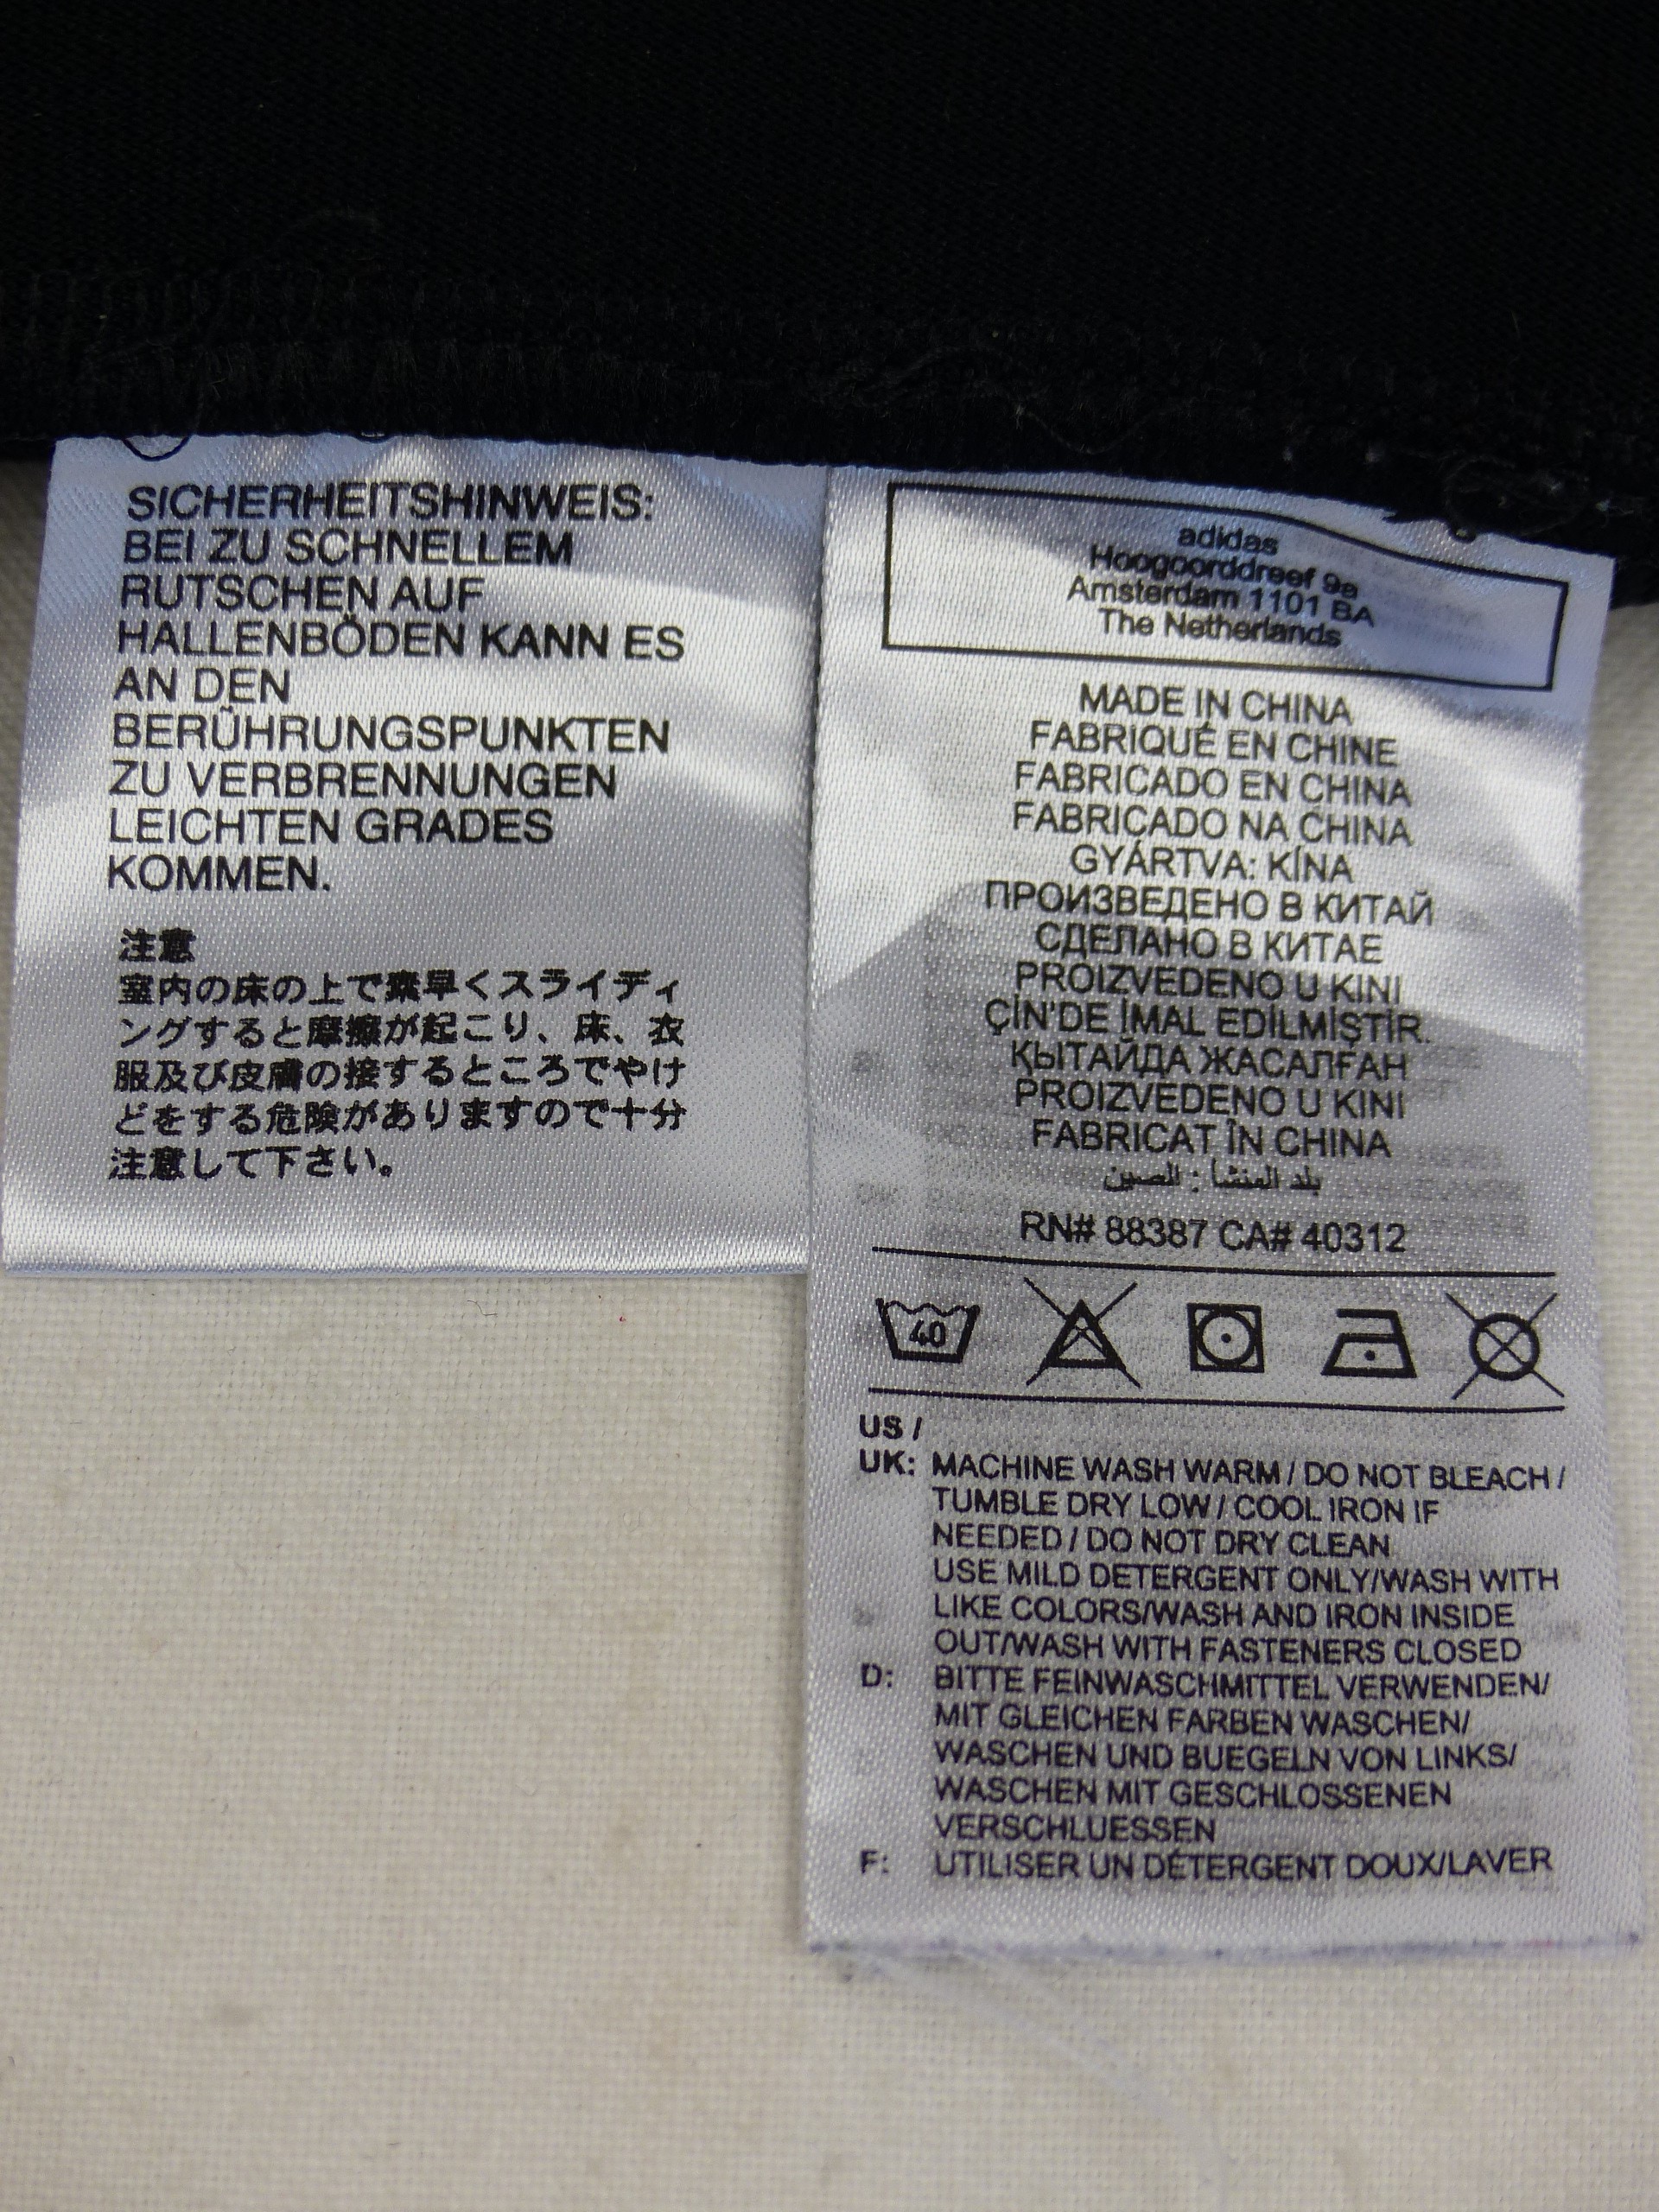 SICHERHEITSHINWEIS:
BEI ZU SCHNELLEM
RUTSCHEN AUF
HALLENBÖDEN KANN ES
AN DEN
BERÜHRUNGSPUNKTEN
ZU VERBRENNUNGEN
LEICHTEN GRADES
KOMMEN.
注意
室内の床の上で素早くスライディ
ングすると摩擦が起こり、床、衣
服及び皮膚の接するところでやけ
どをする危険がありますので十分
注意して下さい。
adidas
Hoogoorddreef 9a
Amsterdam 1101 BA
The Netherlands
MADE IN CHINA
FABRIQUÉ EN CHINE
FABRICADO EN CHINA
FABRICADO NA CHINA
GYÁRTVA: KÍNA
ПРОИЗВЕДЕНО В КИТАЙ
СДЕЛАНО В КИТАЕ
PROIZVEDENO U KINI
ÇİN'DE İMAL EDİLMİŞTİR.
ҚЫТАЙДА ЖАСАЛҒАН
PROIZVEDENO U KINI
FABRICAT ÎN CHINA
بلد المنشأ : الصين
RN# 88387 CA# 40312
40
US /
UK: MACHINE WASH WARM / DO NOT BLEACH /
TUMBLE DRY LOW / COOL IRON IF
NEEDED / DO NOT DRY CLEAN
USE MILD DETERGENT ONLY/WASH WITH
LIKE COLORS/WASH AND IRON INSIDE
OUT/WASH WITH FASTENERS CLOSED
D: BITTE FEINWASCHMITTEL VERWENDEN/
MIT GLEICHEN FARBEN WASCHEN/
WASCHEN UND BUEGELN VON LINKS/
WASCHEN MIT GESCHLOSSENEN
VERSCHLUESSEN
F: UTILISER UN DÉTERGENT DOUX/LAVER